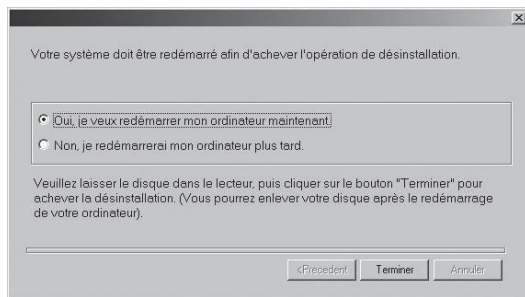 Votre système doit être redémarré afin d'achever l'opération de désinstallation.
Oui, je veux redémarrer mon ordinateur maintenant.
Non, je redémarrerai mon ordinateur plus tard.
Veuillez laisser le disque dans le lecteur, puis cliquer sur le bouton "Terminer" pour
achever la désinstallation. (Vous pourrez enlever votre disque après le redémarrage
de votre ordinateur).
<Precedent Terminer Annuler